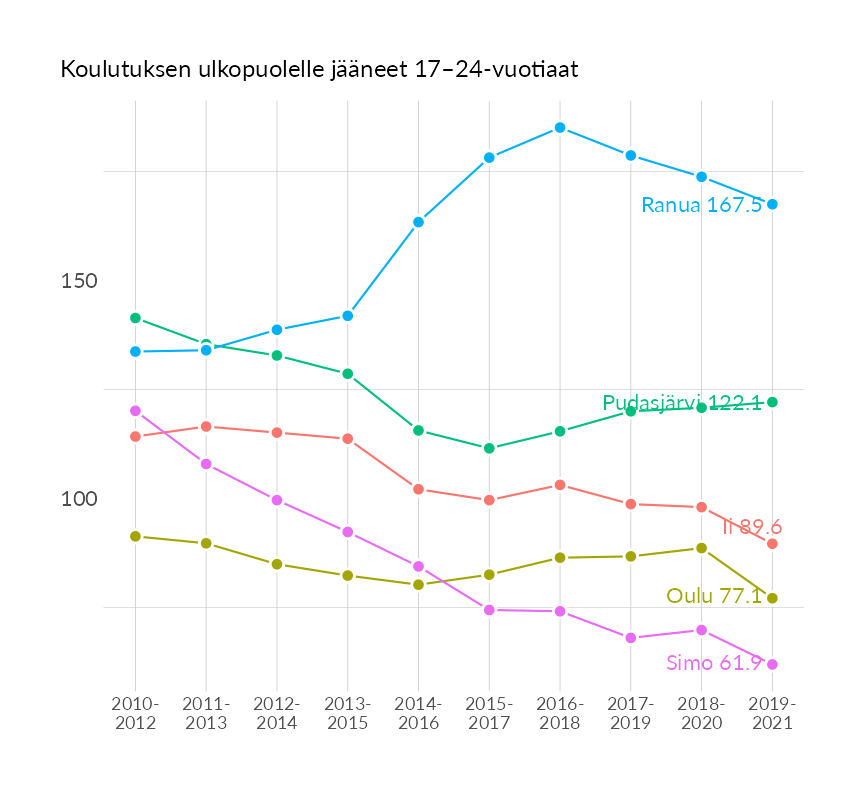 Koulutuksen ulkopuolelle jääneet 17–24-vuotiaat
Ranua 167.5
150
Pudasjärvi 122.1
100
Ii 89.6
Oulu 77.1
Simo 61.9
2010- 2011- 2012- 2013- 2014- 2015- 2016- 2017- 2018- 2019-
2012 2013 2014 2015 2016 2017 2018 2019 2020 2021